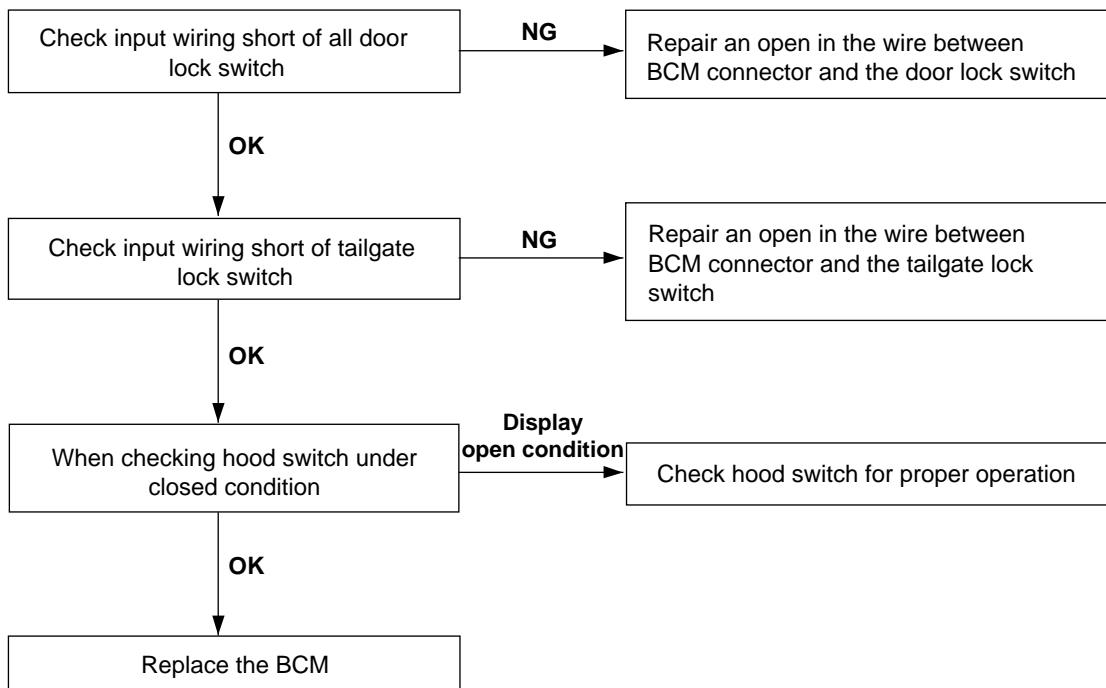 Check input wiring short of all door
lock switch
NG
Repair an open in the wire between
BCM connector and the door lock switch
OK
Check input wiring short of tailgate
lock switch
NG
Repair an open in the wire between
BCM connector and the tailgate lock
switch
OK
When checking hood switch under
closed condition
Display
open condition
Check hood switch for proper operation
OK
Replace the BCM